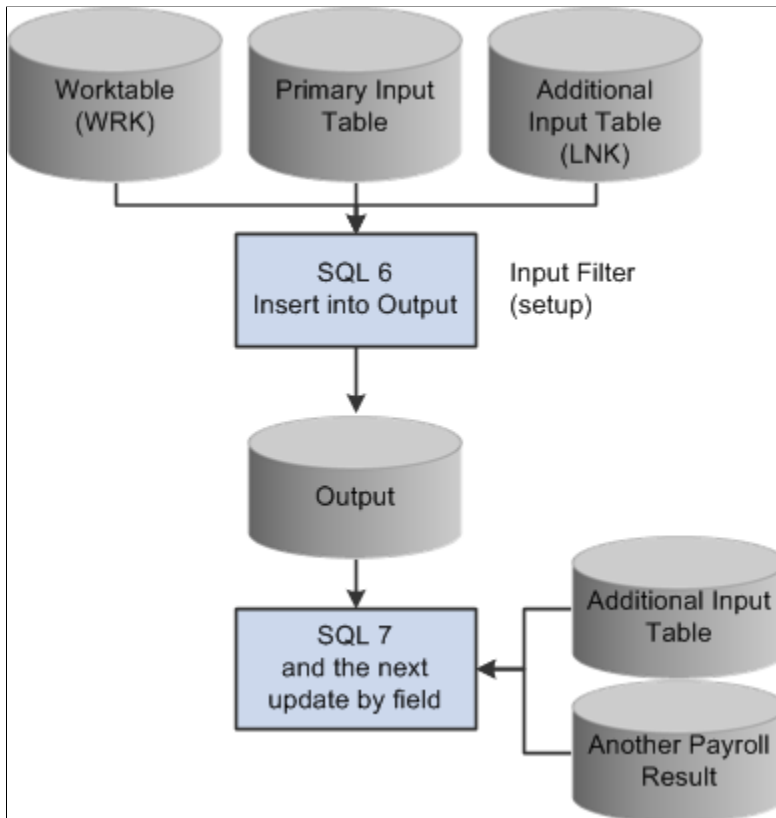 Worktable
(WRK)
Primary Input
Table
Additional
Input Table
(LNK)
SQL 6
Insert into Output
Input Filter
(setup)
Output
SQL 7
and the next
update by field
Additional Input
Table
Another Payroll
Result